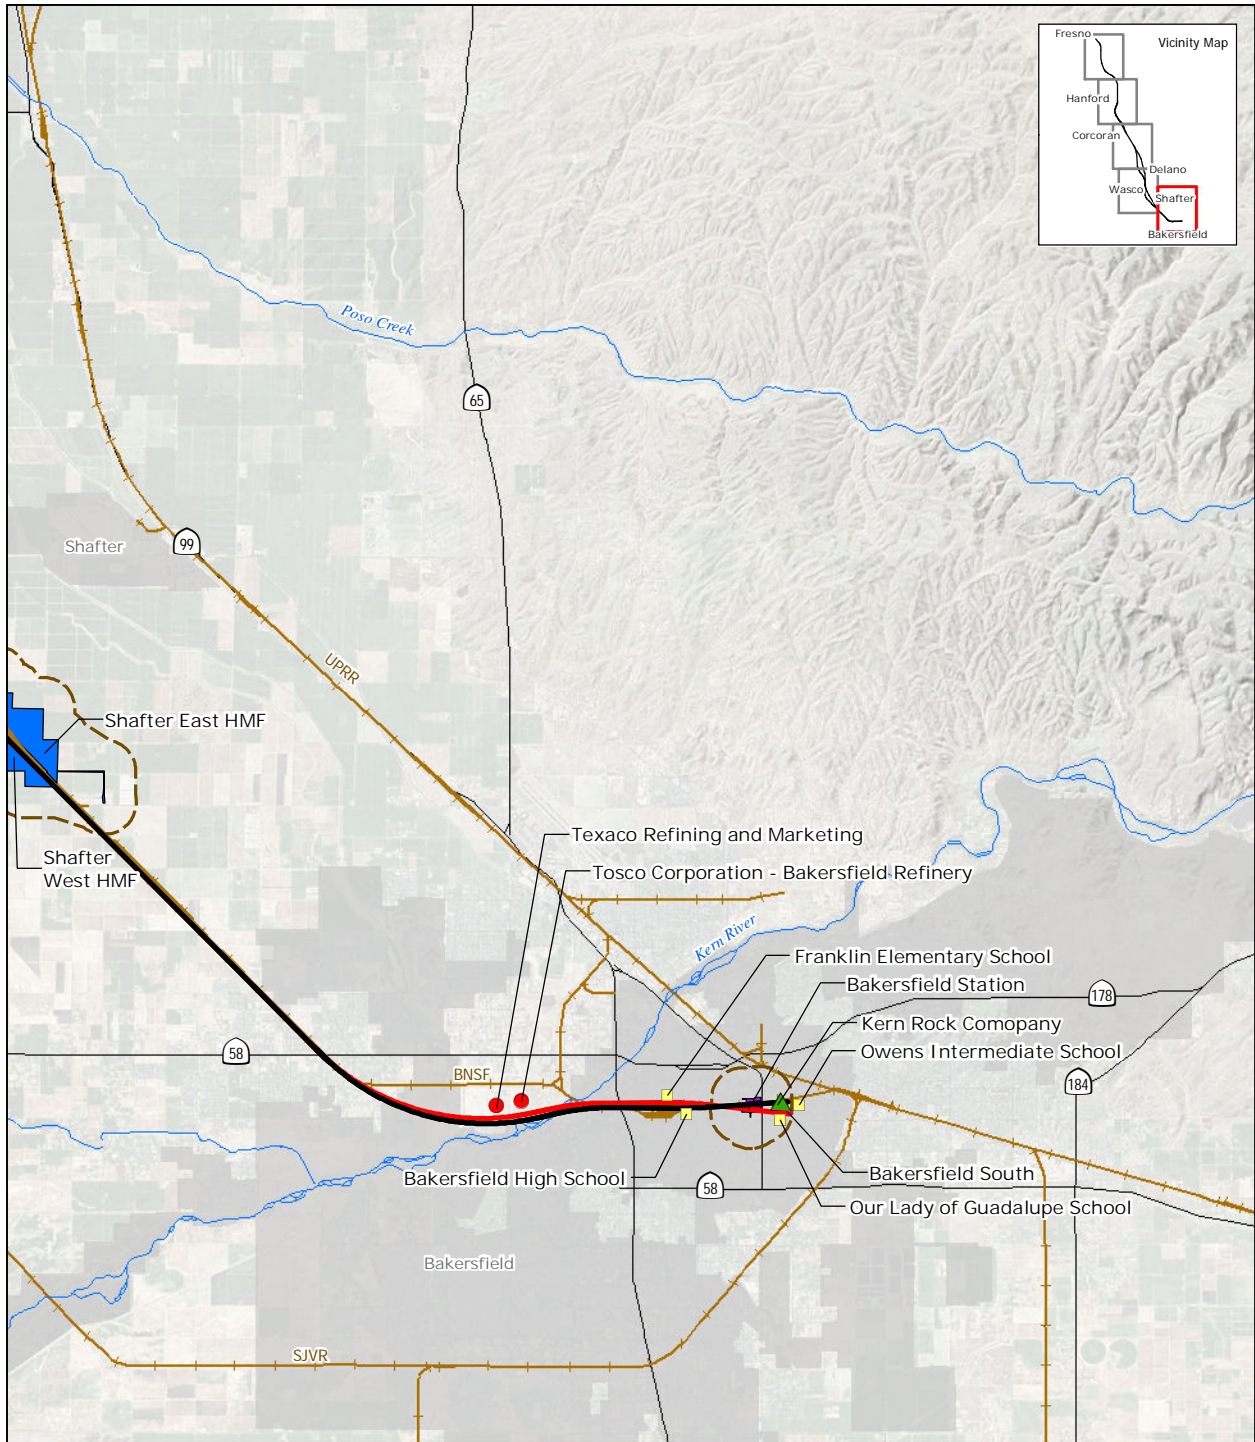 Fresno
Vicinity Map
Hanford
Corcoran
Delano
Wasco
Shafter
Bakersfield
Poso Creek
65
99
Shafter
UPRR
Shafter East HMF
Shafter
West HMF
Texaco Refining and Marketing
Tosco Corporation - Bakersfield Refinery
Kern River
Franklin Elementary School
Bakersfield Station
178
Kern Rock Comopany
58
Owens Intermediate School
BNSF
184
Bakersfield High School
Bakersfield South
58
Our Lady of Guadalupe School
Bakersfield
SJVR